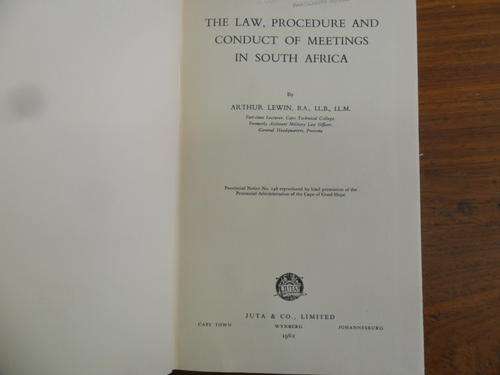 THE LAW, PROCEDURE AND
CONDUCT OF MEETINGS
IN SOUTH AFRICA
By
ARTHUR LEWIN, B.A., LL.B., LL.M.
Part-time Lecturer, Cape Technical College
Formerly Assistant Military Law Officer
General Headquarters, Pretoria
Provincial Notice No. 248 reproduced by kind permission of the
Provincial Administration of the Cape of Good Hope
JUTA
JUTA & CO., LIMITED
CAPE TOWN WYNBERG JOHANNESBURG
1962